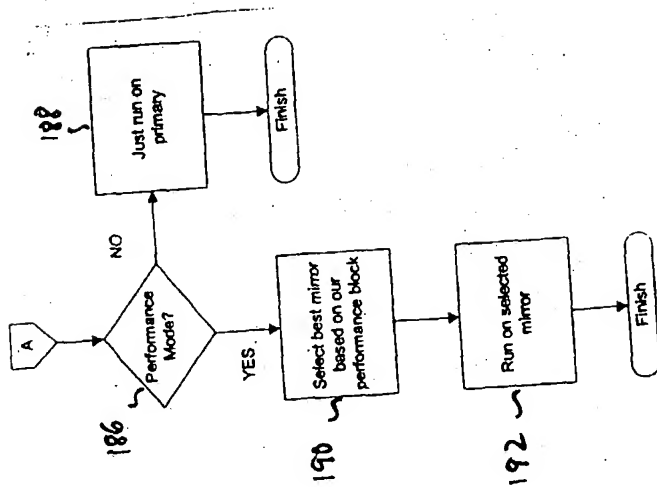 A
Performance
Mode?
186
NO
Just run on
primary
188
Finish
YES
Select best mirror
based on our
performance block
190
Run on selected
mirror
192
Finish